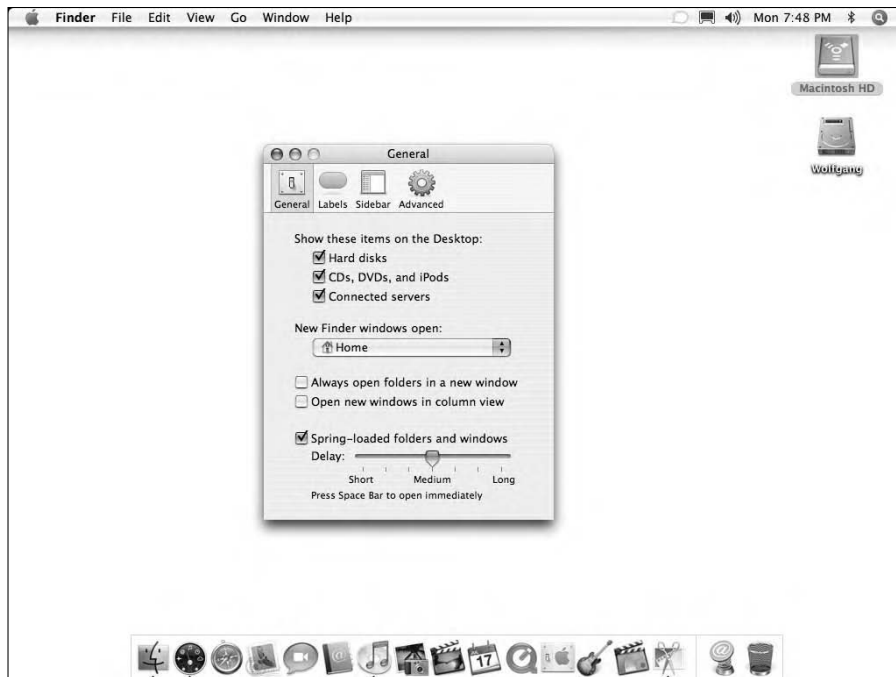 Finder File Edit View Go Window Help Mon 7:48 PM
Macintosh HD
Wolfgang
General
General Labels Sidebar Advanced
Show these items on the Desktop:
Hard disks
CDs, DVDs, and iPods
Connected servers
New Finder windows open:
Home
Always open folders in a new window
Open new windows in column view
Spring-loaded folders and windows
Delay:
Short Medium Long
Press Space Bar to open immediately
17